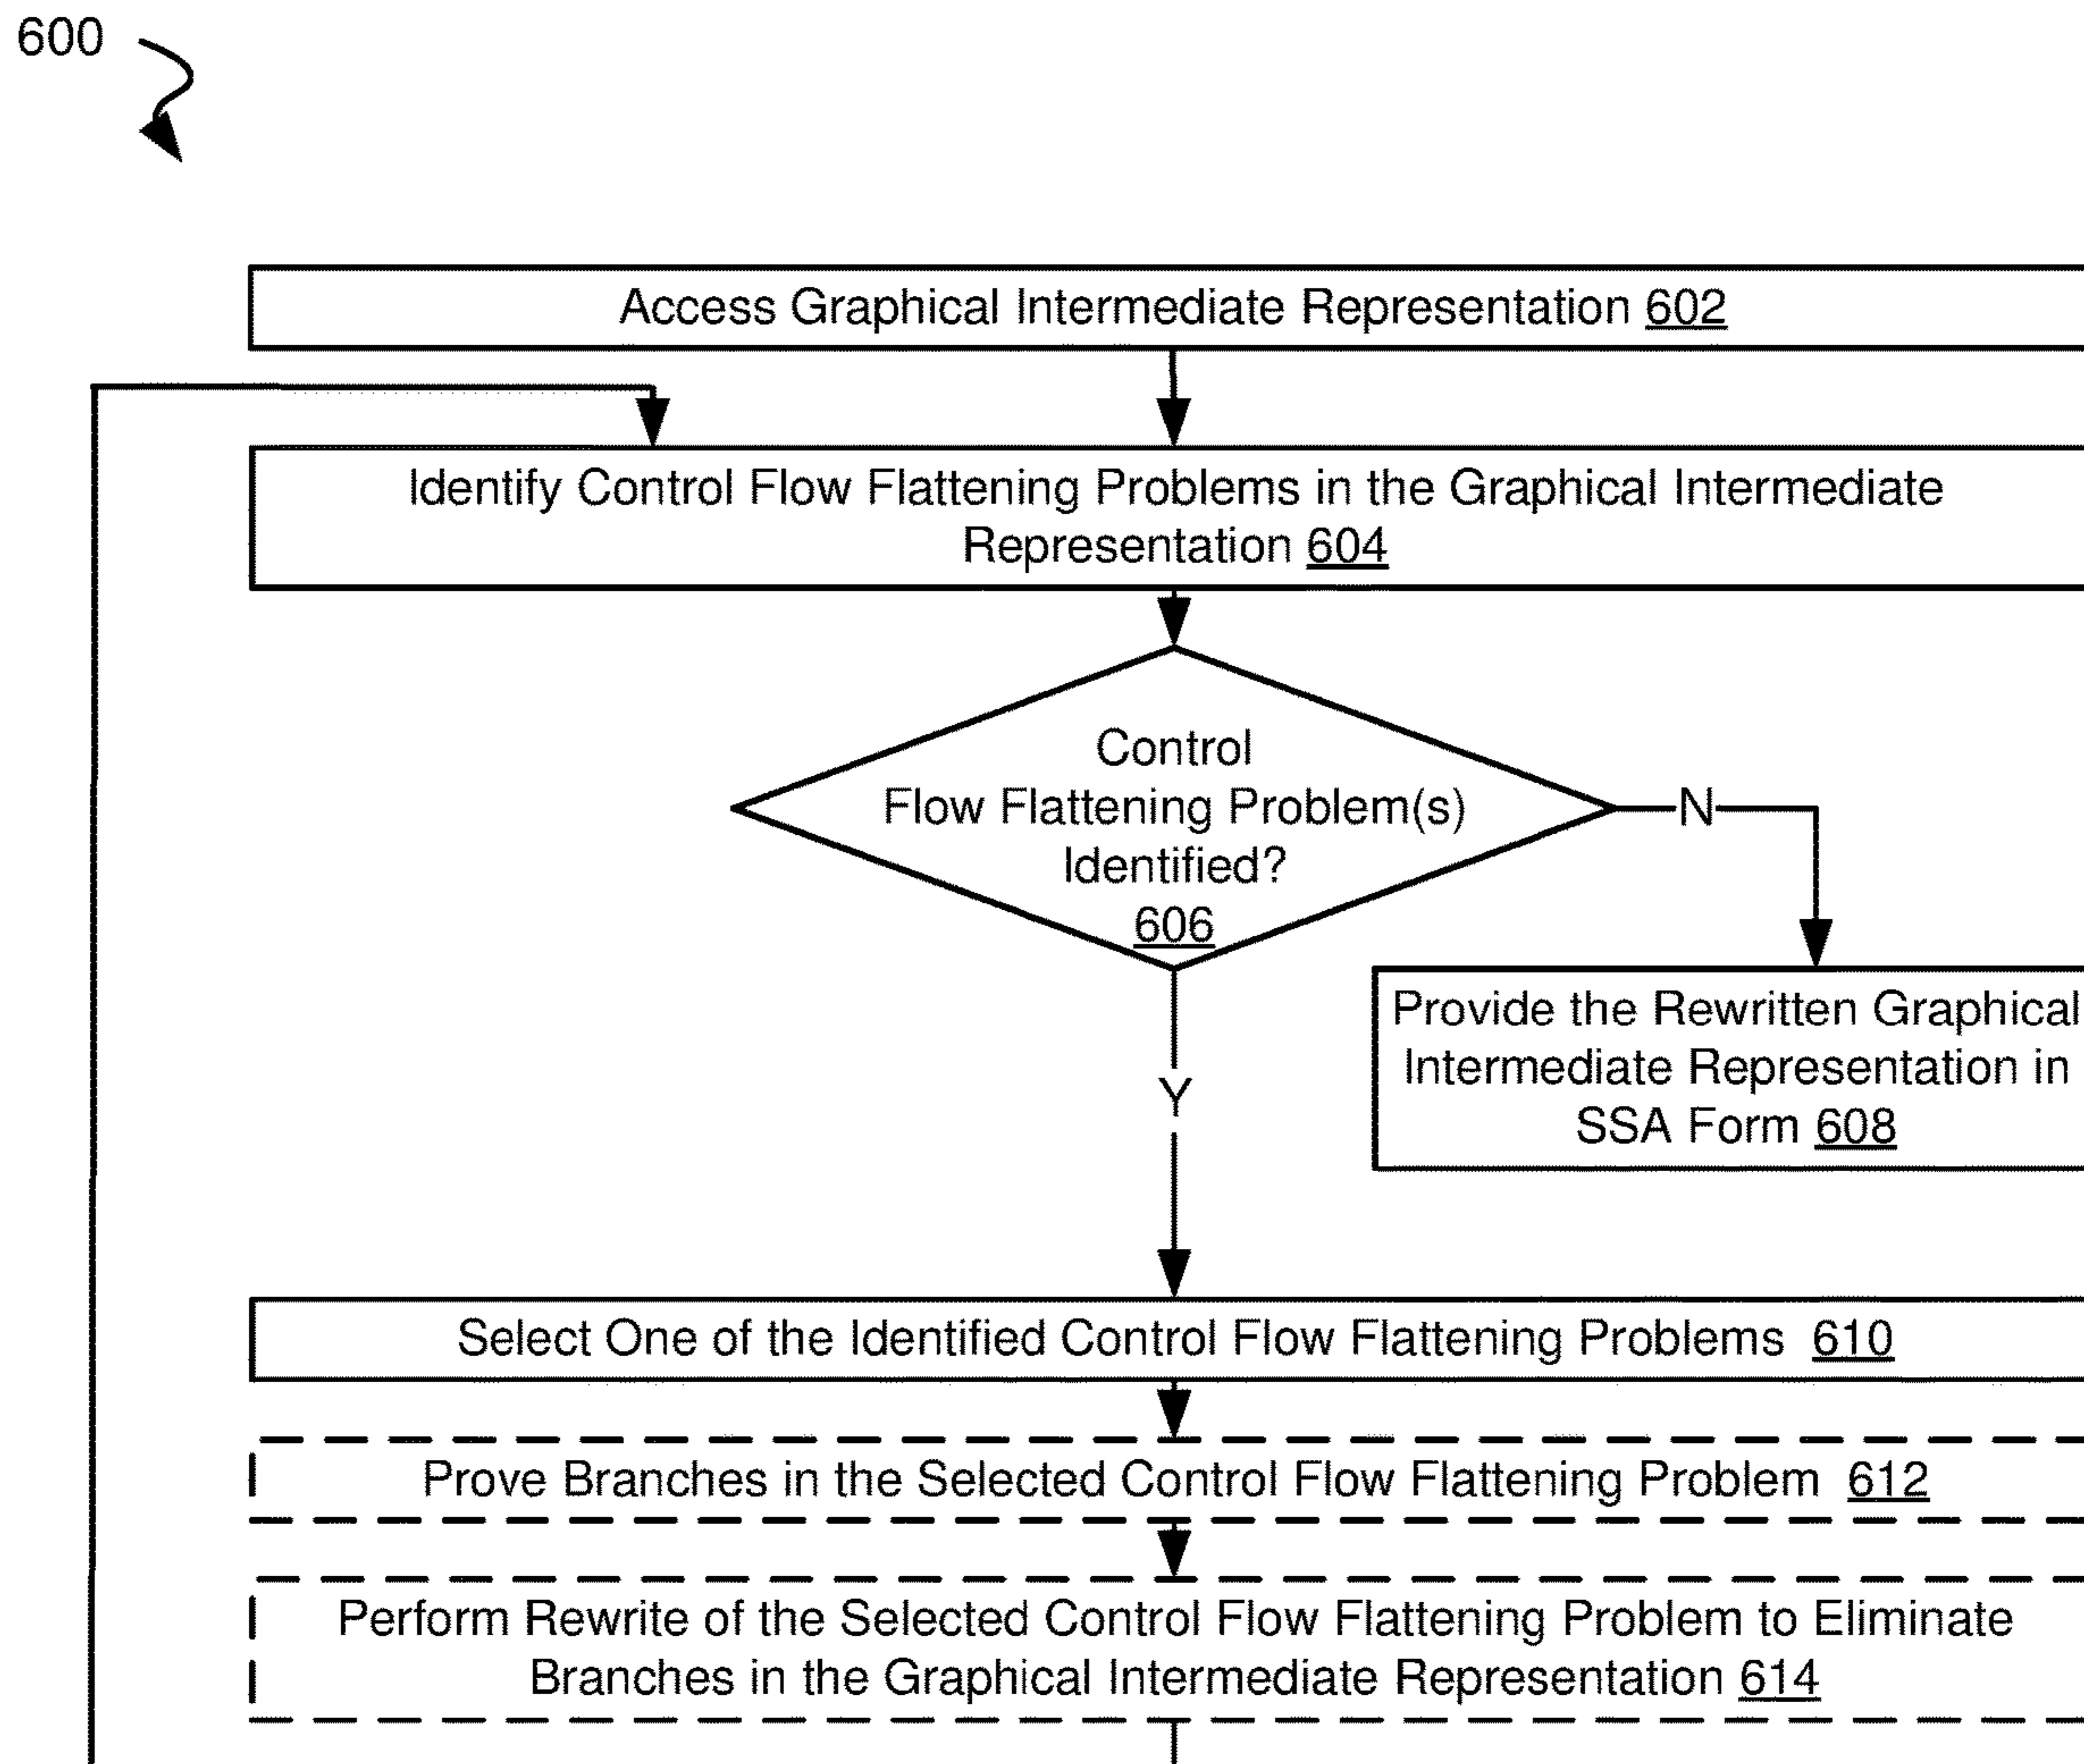 600
Access Graphical Intermediate Representation 602
Identify Control Flow Flattening Problems in the Graphical Intermediate
Representation 604
Control
Flow Flattening Problem(s)
Identified?
606
N
Provide the Rewritten Graphical
Intermediate Representation in
SSA Form 608
Y
Select One of the Identified Control Flow Flattening Problems 610
Prove Branches in the Selected Control Flow Flattening Problem 612
Perform Rewrite of the Selected Control Flow Flattening Problem to Eliminate
Branches in the Graphical Intermediate Representation 614